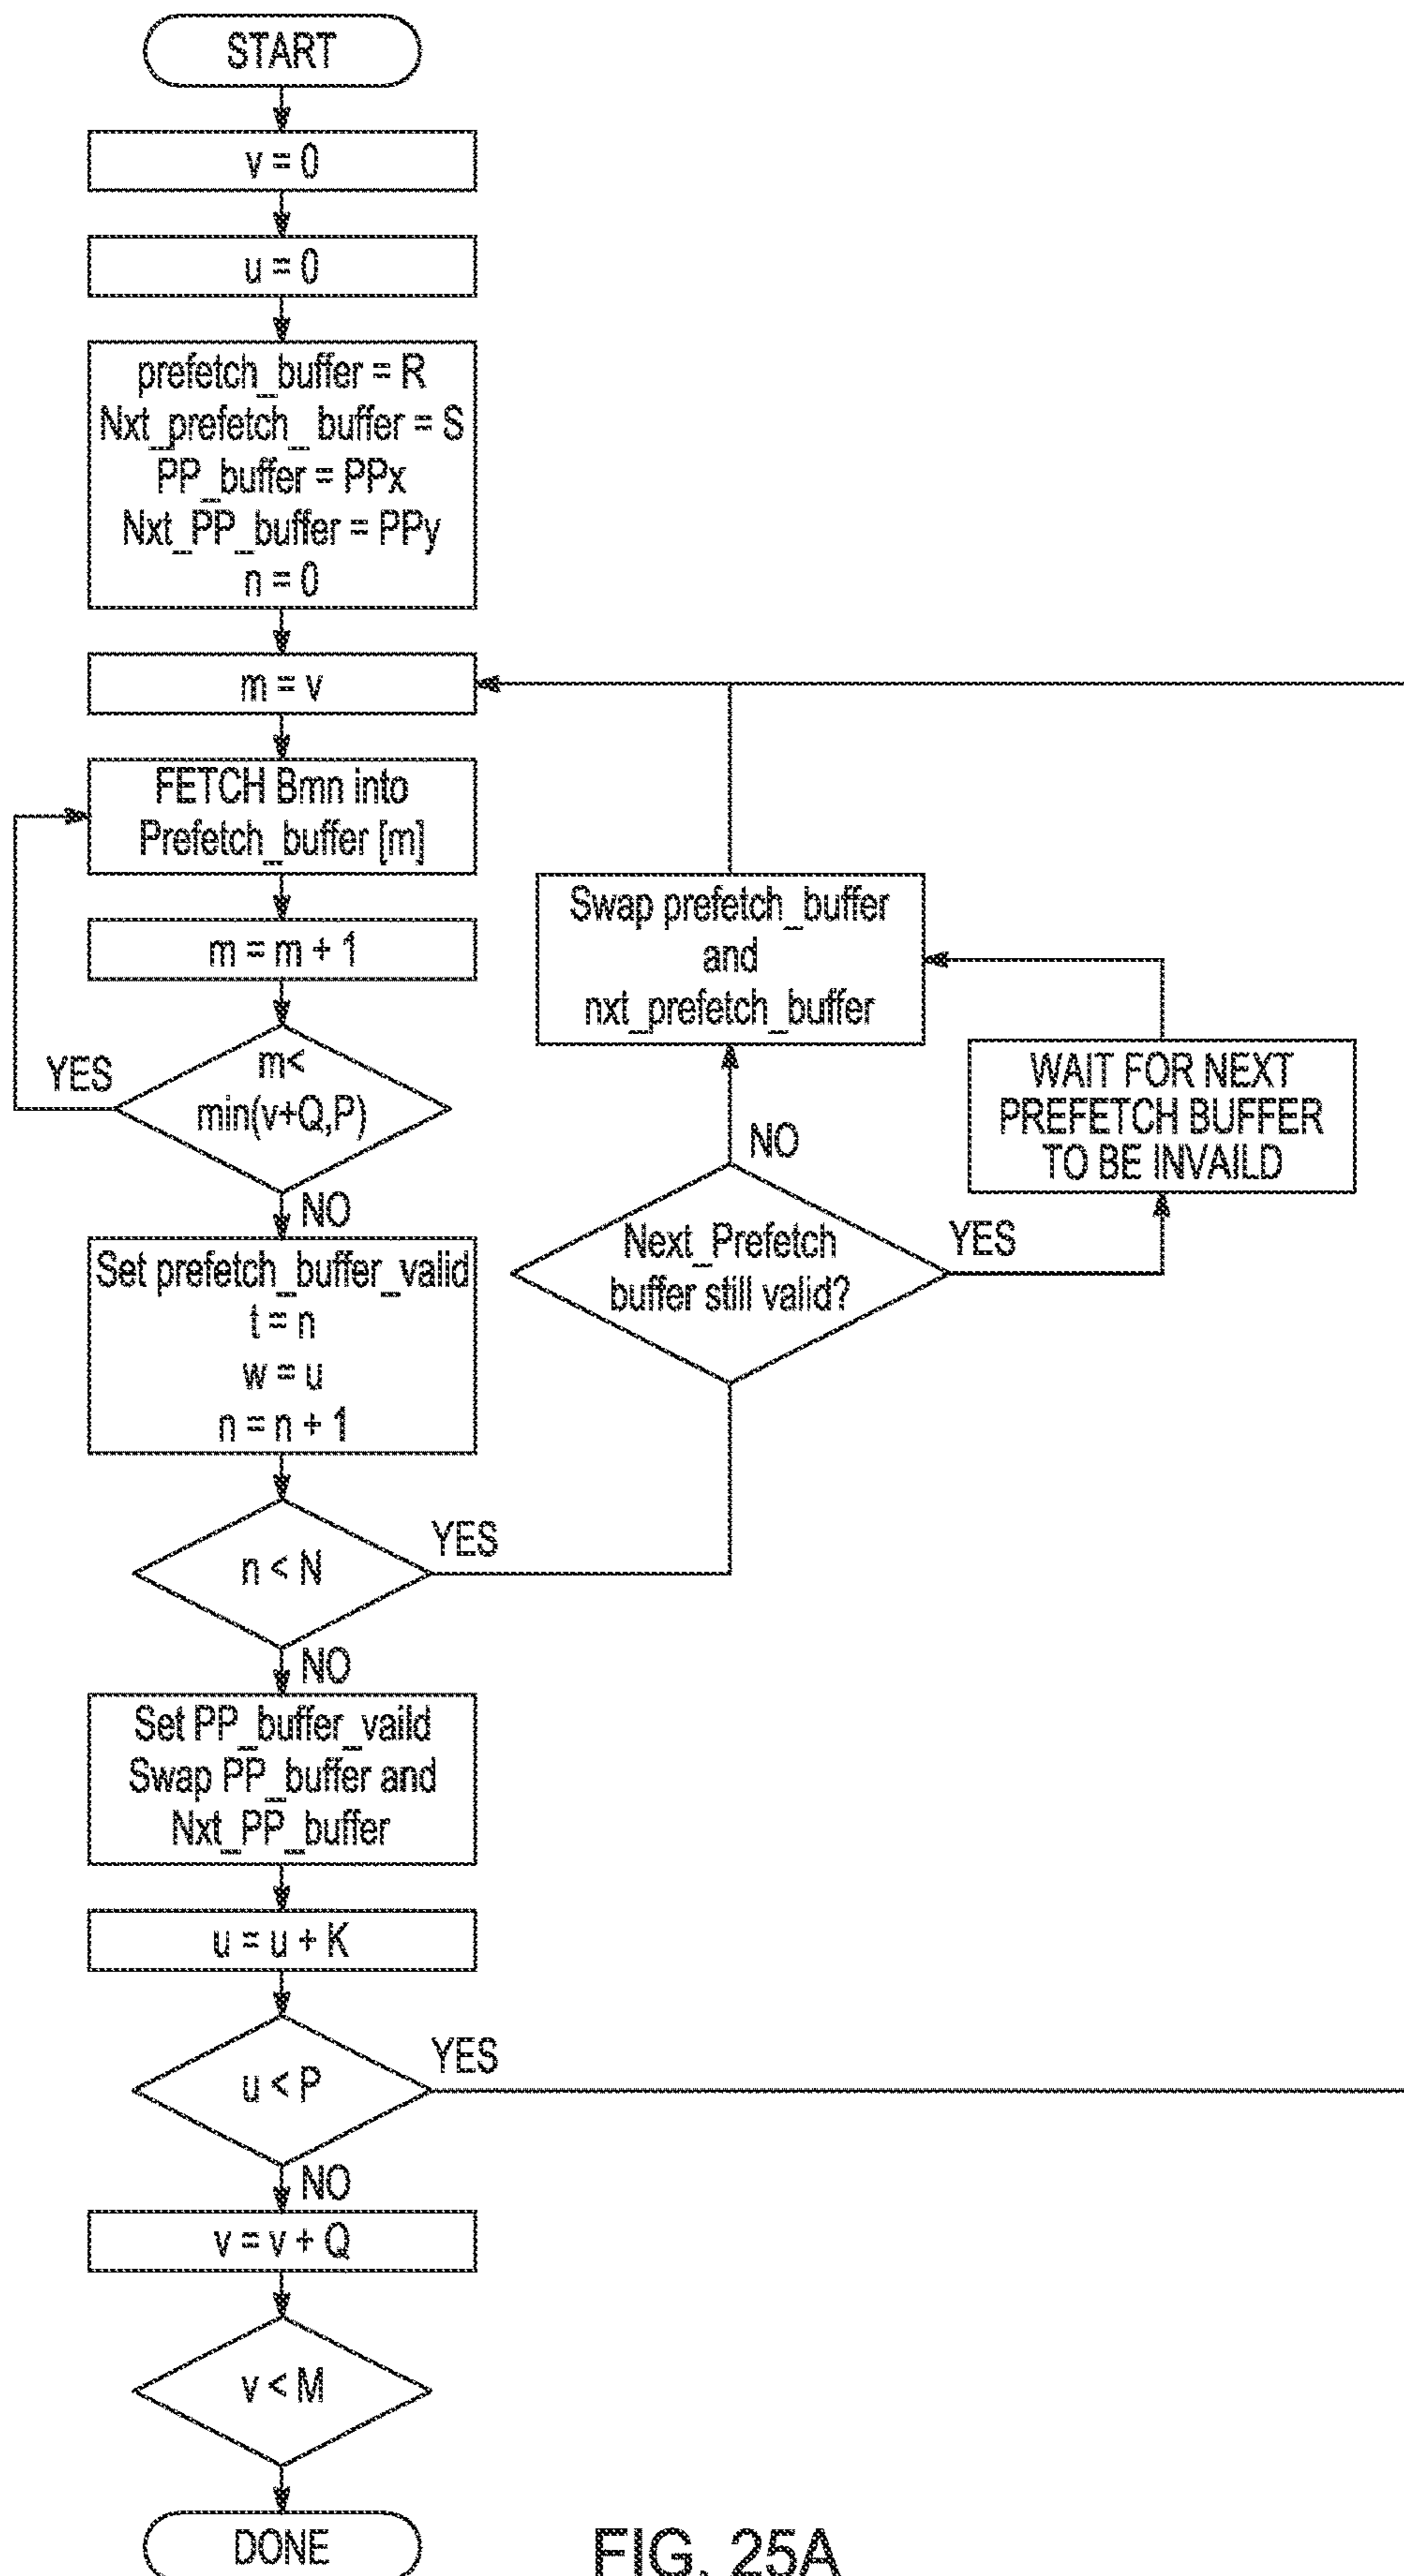 START
v = 0
u = 0
prefetch_buffer = R
Nxt_prefetch_ buffer = S
PP_buffer = PPx
Nxt_PP_buffer = PPy
n = 0
m = v
FETCH Bmn into
Prefetch_buffer [m]
m = m + 1
m<
min(v+Q,P)
YES
NO
Set prefetch_buffer_valid
t = n
w = u
n = n + 1
n < N
YES
NO
Swap prefetch_buffer
and
nxt_prefetch_buffer
WAIT FOR NEXT
PREFETCH BUFFER
TO BE INVAILD
NO
Next_Prefetch
buffer still valid?
YES
Set PP_buffer_vaild
Swap PP_buffer and
Nxt_PP_buffer
u = u + K
u < P
YES
NO
v = v + Q
v < M
DONE
FIG. 25A